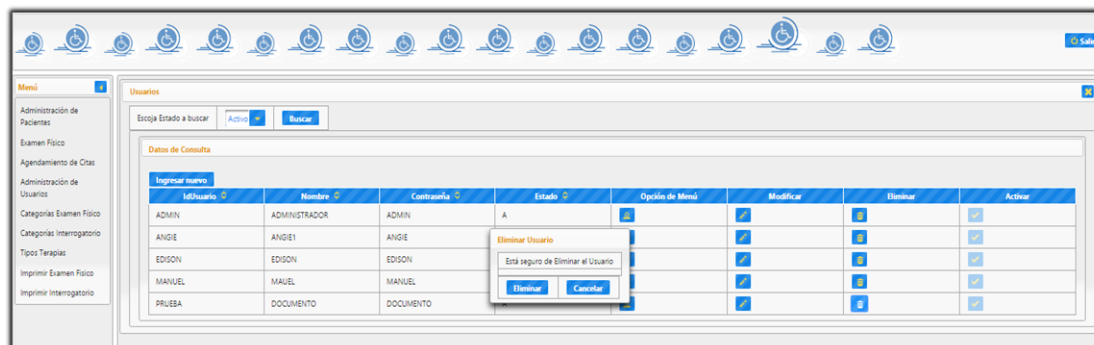 Salir
Menú
Administración de
Pacientes
Examen Físico
Agendamiento de Citas
Administración de
Usuarios
Categorías Examen Físico
Categorías Interrogatorio
Tipos Terapias
Imprimir Examen Fisico
Imprimir Interrogatorio
Usuarios
Escoja Estado a buscar Activo Buscar
Datos de Consulta
Ingresar nuevo
IdUsuario Nombre Contraseña Estado Opción de Menú Modificar Eliminar Activar
ADMIN ADMINISTRADOR ADMIN A
ANGIE ANGIE1 ANGIE
EDISON EDISON EDISON
MANUEL MAUEL MANUEL
PRUEBA DOCUMENTO DOCUMENTO
Eliminar Usuario
Está seguro de Eliminar el Usuario
Eliminar Cancelar